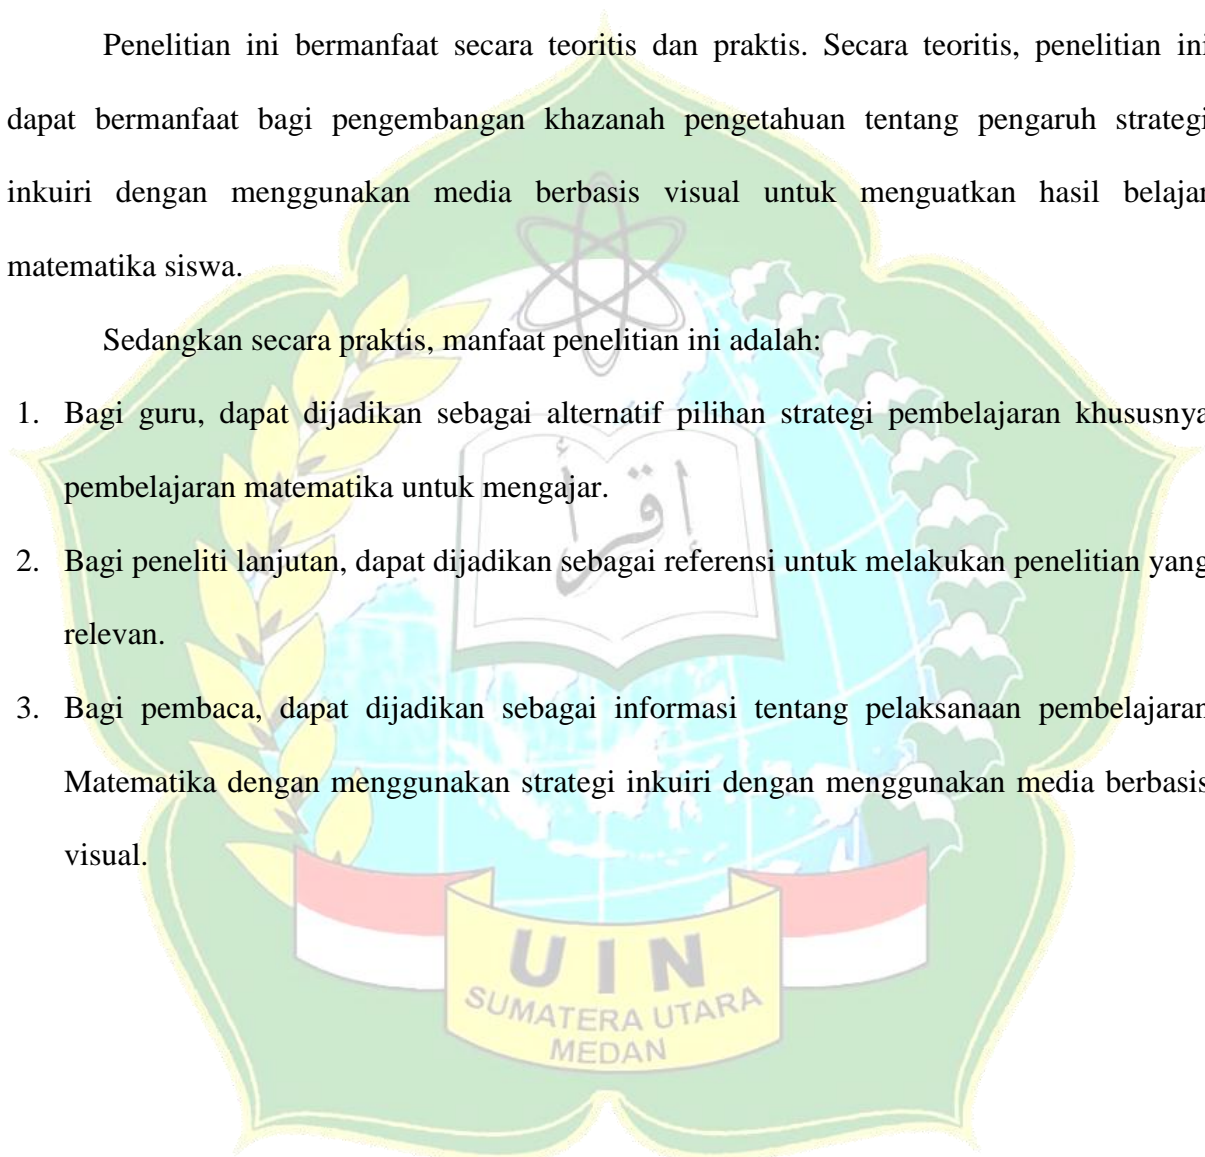 Penelitian ini bermanfaat secara teoritis dan praktis. Secara teoritis, penelitian ini
dapat bermanfaat bagi pengembangan khazanah pengetahuan tentang pengaruh strategi
inkuiri dengan menggunakan media berbasis visual untuk menguatkan hasil belajar
matematika siswa.
Sedangkan secara praktis, manfaat penelitian ini adalah:
1. Bagi guru, dapat dijadikan sebagai alternatif pilihan strategi pembelajaran khususnya
pembelajaran matematika untuk mengajar.
2. Bagi peneliti lanjutan, dapat dijadikan sebagai referensi untuk melakukan penelitian yang
relevan.
3. Bagi pembaca, dapat dijadikan sebagai informasi tentang pelaksanaan pembelajaran
Matematika dengan menggunakan strategi inkuiri dengan menggunakan media berbasis
visual.
إقرأ
UIN
SUMATERA UTARA
MEDAN